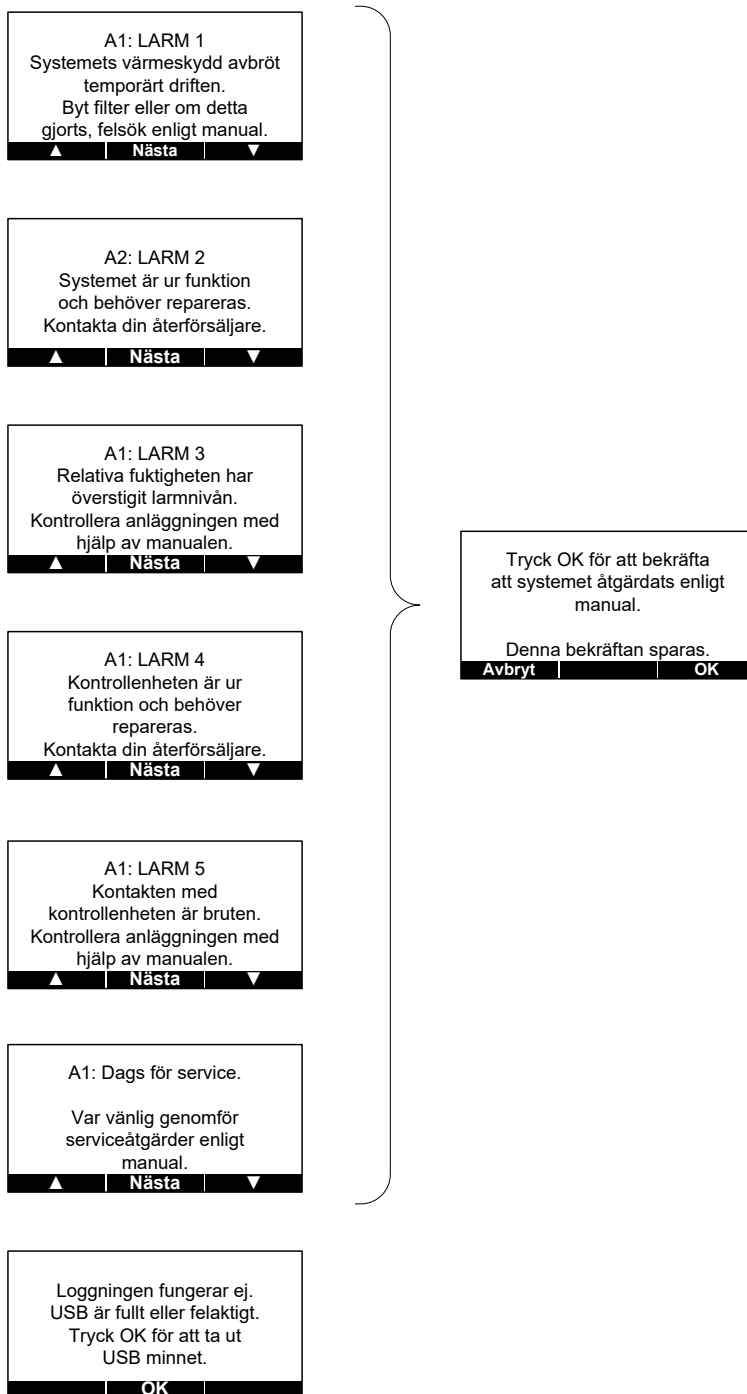 A1: LARM 1
Systemets värmeskydd avbröt
temporärt driften.
Byt filter eller om detta
gjorts, felsök enligt manual.
▲ Nästa ▼
A2: LARM 2
Systemet är ur funktion
och behöver repareras.
Kontakta din återförsäljare.
▲ Nästa ▼
A1: LARM 3
Relativa fuktigheten har
överstigit larmnivån.
Kontrollera anläggningen med
hjälp av manualen.
▲ Nästa ▼
A1: LARM 4
Kontrollenheten är ur
funktion och behöver
repareras.
Kontakta din återförsäljare.
▲ Nästa ▼
A1: LARM 5
Kontakten med
kontrollenheten är bruten.
Kontrollera anläggningen med
hjälp av manualen.
▲ Nästa ▼
A1: Dags för service.
Var vänlig genomför
serviceåtgärder enligt
manual.
▲ Nästa ▼
Tryck OK för att bekräfta
att systemet åtgärdats enligt
manual.
Denna bekräftan sparas.
Avbryt OK
Loggningen fungerar ej.
USB är fullt eller felaktigt.
Tryck OK för att ta ut
USB minnet.
OK